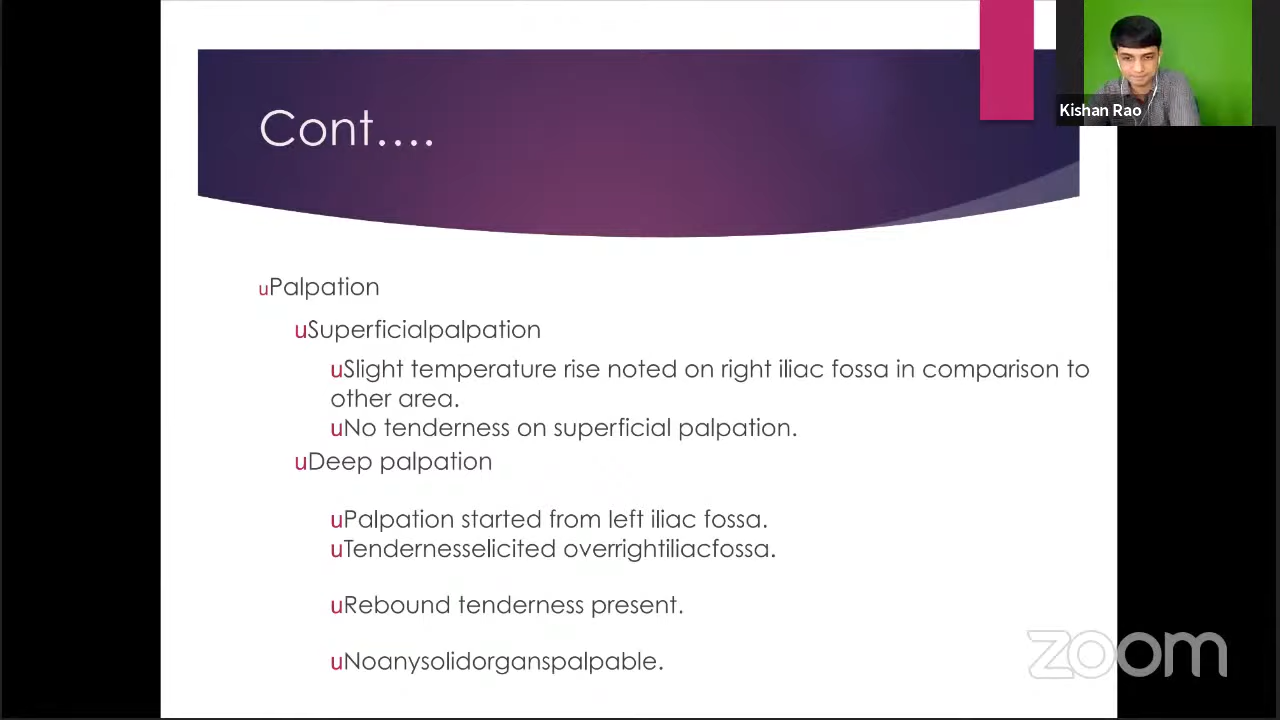 Cont....
Kishan Rao
uPalpation
uSuperficialpalpation
uSlight temperature rise noted on right iliac fossa in comparison to
other area.
uNo tenderness on superficial palpation.
uDeep palpation
uPalpation started from left iliac fossa.
uTendernesselicited overrightiliacfossa.
uRebound tenderness present.
uNoanysolidorganspalpable.
zoom